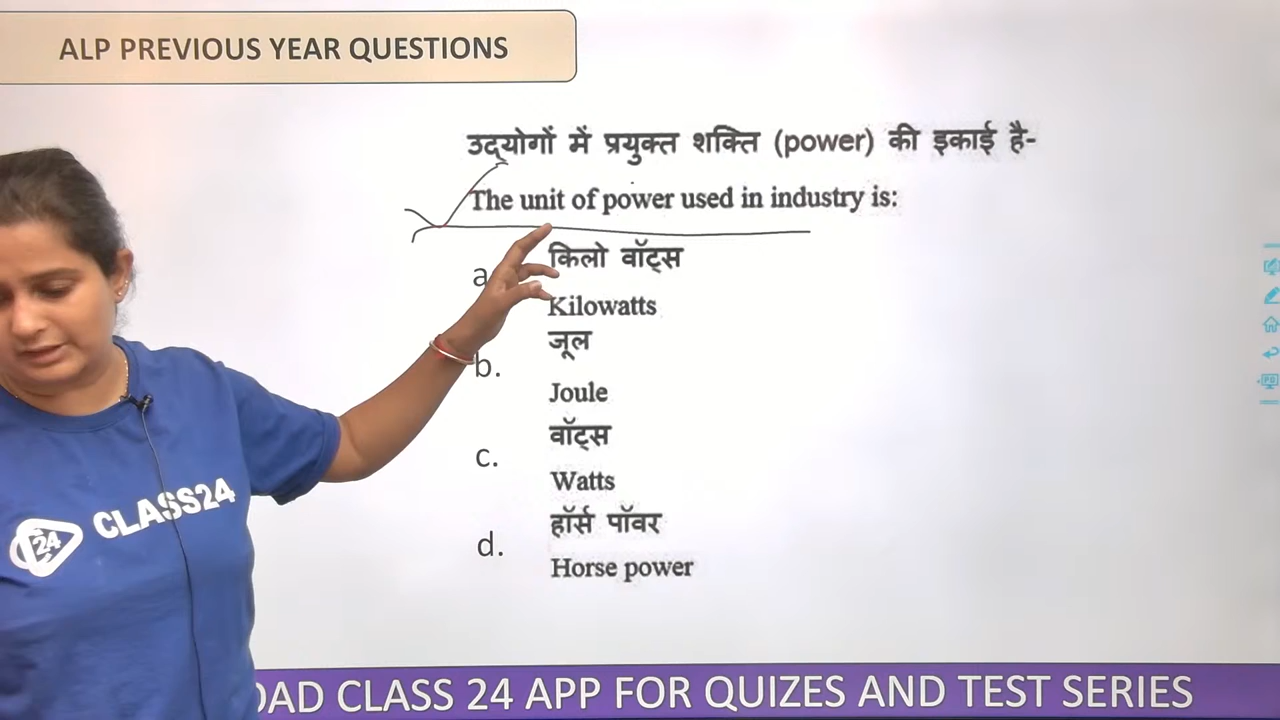 ALP PREVIOUS YEAR QUESTIONS
उद्योगों में प्रयुक्त शक्ति (power) की इकाई है-
The unit of power used in industry is:
a
किलो वॉट्स
Kilowatts
b.
जूल
Joule
c.
वॉट्स
Watts
d.
हॉर्स पॉवर
Horse power
24 CLASS24
OAD CLASS 24 APP FOR QUIZES AND TEST SERIES